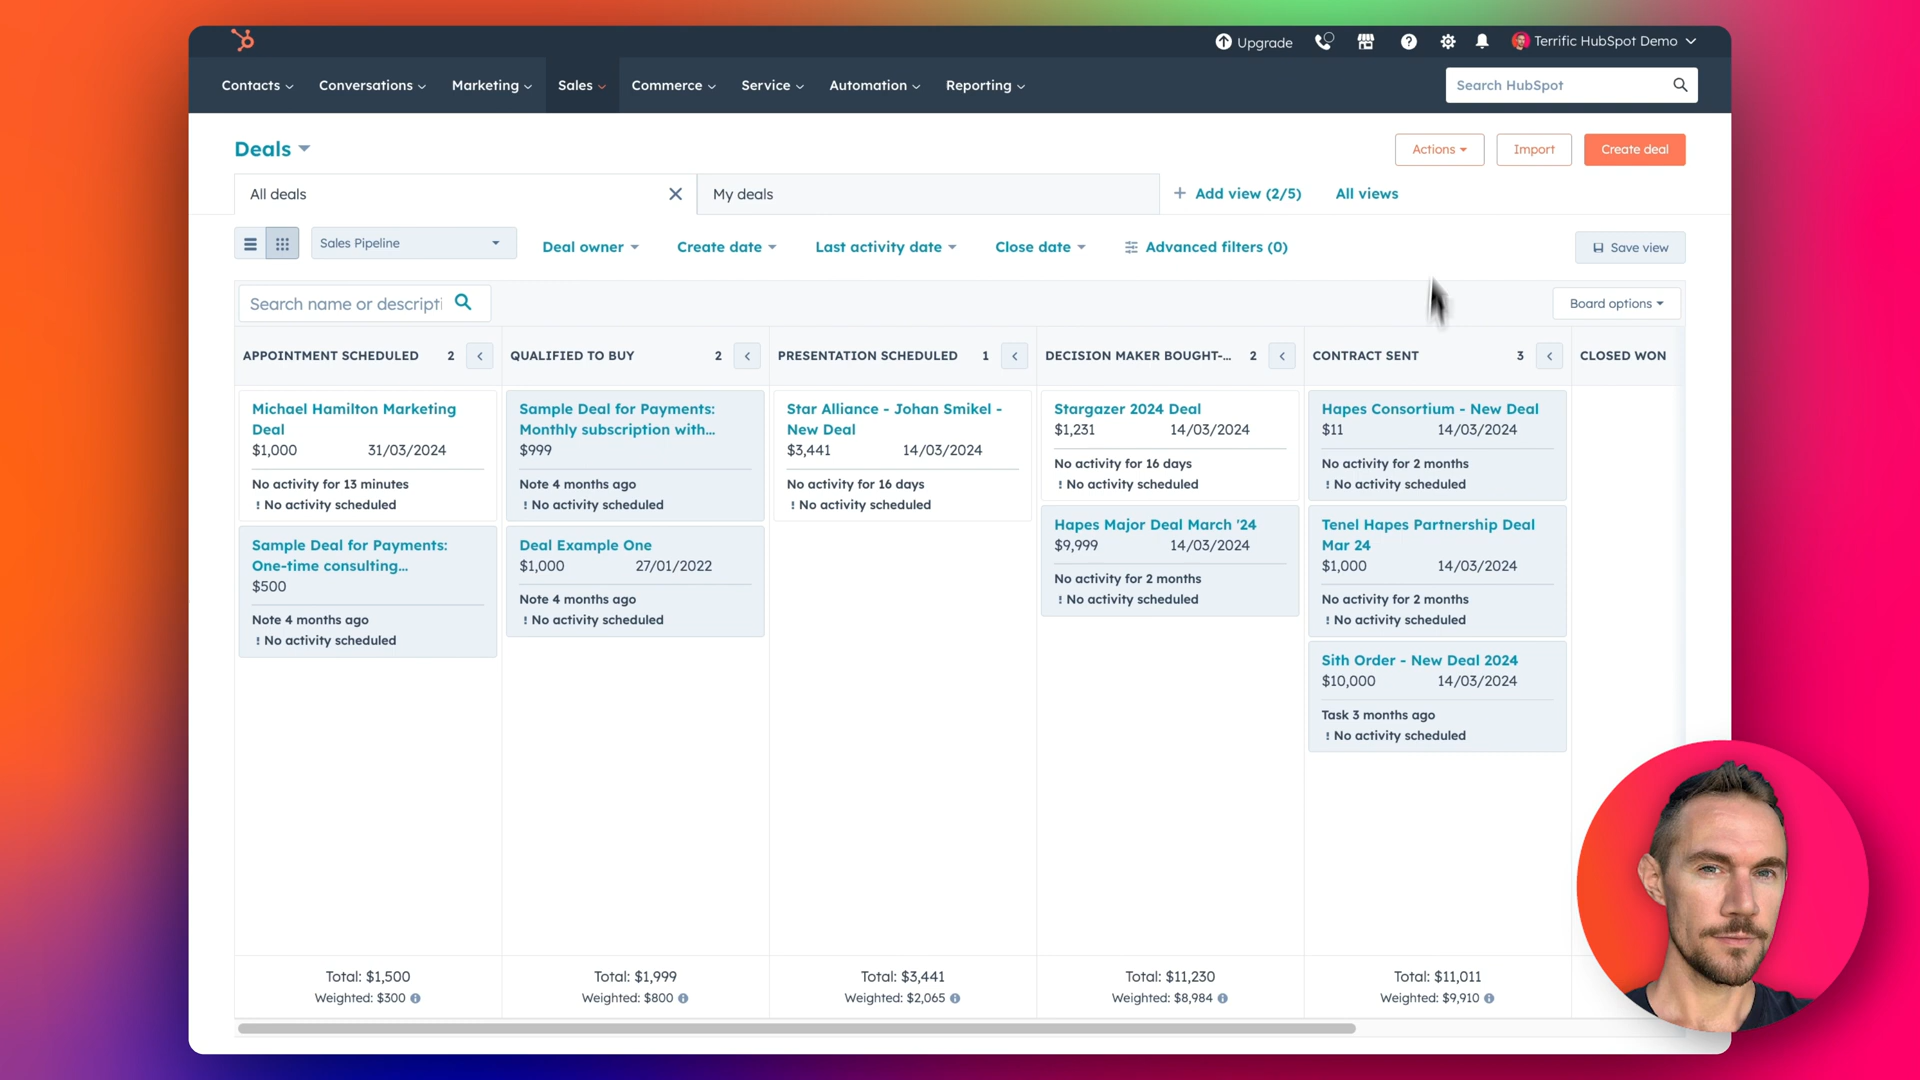 Upgrade
Terrific HubSpot Demo
Contacts
Conversations
Marketing
Sales
Commerce
Service
Automation
Reporting
Search HubSpot
Deals
Actions
Import
Create deal
All deals
My deals
+ Add view (2/5)
All views
Sales Pipeline
Deal owner
Create date
Last activity date
Close date
Advanced filters (0)
Save view
Search name or descripti
Board options
APPOINTMENT SCHEDULED 2
Michael Hamilton Marketing
Deal
$1,000 31/03/2024
No activity for 13 minutes
! No activity scheduled
Sample Deal for Payments:
One-time consulting...
$500
Note 4 months ago
! No activity scheduled
Total: $1,500
Weighted: $300
QUALIFIED TO BUY 2
Sample Deal for Payments:
Monthly subscription with...
$999
Note 4 months ago
! No activity scheduled
Deal Example One
$1,000 27/01/2022
Note 4 months ago
! No activity scheduled
Total: $1,999
Weighted: $800
PRESENTATION SCHEDULED 1
Star Alliance - Johan Smikel -
New Deal
$3,441 14/03/2024
No activity for 16 days
! No activity scheduled
Total: $3,441
Weighted: $2,065
DECISION MAKER BOUGHT-... 2
Stargazer 2024 Deal
$1,231 14/03/2024
No activity for 16 days
! No activity scheduled
Hapes Major Deal March '24
$9,999 14/03/2024
No activity for 2 months
! No activity scheduled
Total: $11,230
Weighted: $8,984
CONTRACT SENT 3
Hapes Consortium - New Deal
$11 14/03/2024
No activity for 2 months
! No activity scheduled
Tenel Hapes Partnership Deal
Mar 24
$1,000 14/03/2024
No activity for 2 months
! No activity scheduled
Sith Order - New Deal 2024
$10,000 14/03/2024
Task 3 months ago
! No activity scheduled
Total: $11,011
Weighted: $9,910
CLOSED WON